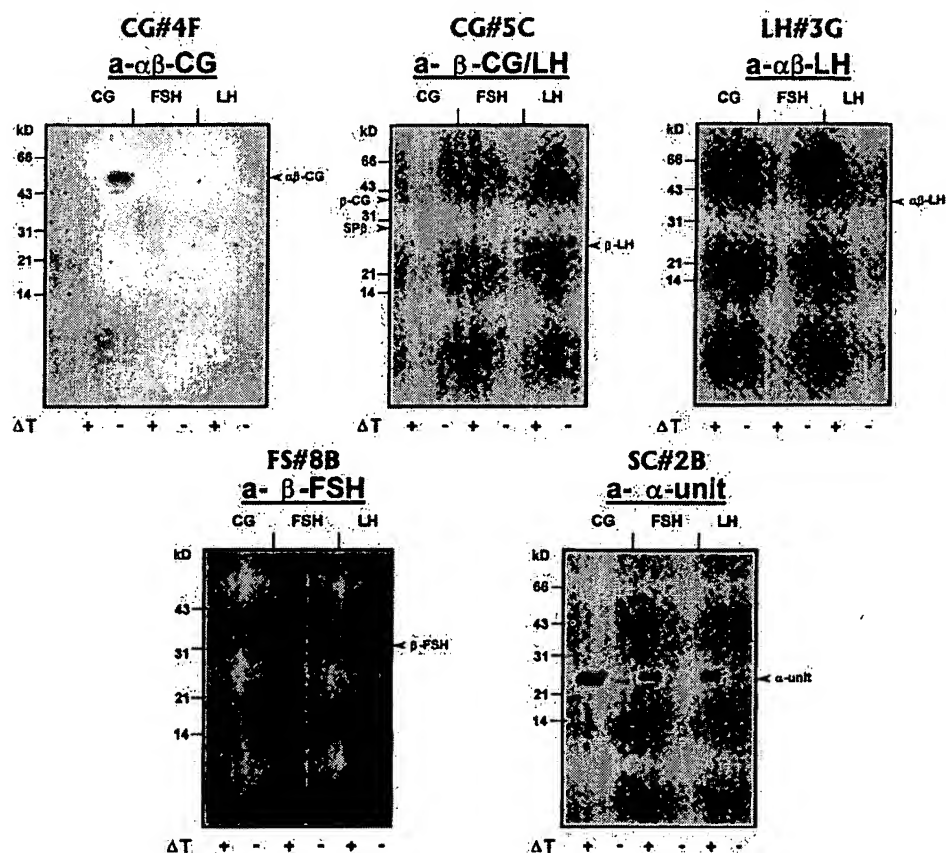 CG#4F
a-αβ-CG
CG FSH LH
kD
66
43
31
21
14
αβ-CG
ΔT + - + - + -
CG#5C
a- β-CG/LH
CG FSH LH
kD
66
43
β-CG
31
SPβ
β-LH
21
14
+ - + - + -
LH#3G
a-αβ-LH
CG FSH LH
kD
66
43
αβ-LH
31
21
14
ΔT + - + - + -
FS#8B
a- β-FSH
CG FSH LH
kD
43
31
β-FSH
21
14
ΔT + - + - + -
SC#2B
a- α-unit
CG FSH LH
kD
66
43
31
α-unit
21
14
ΔT + - + - + -